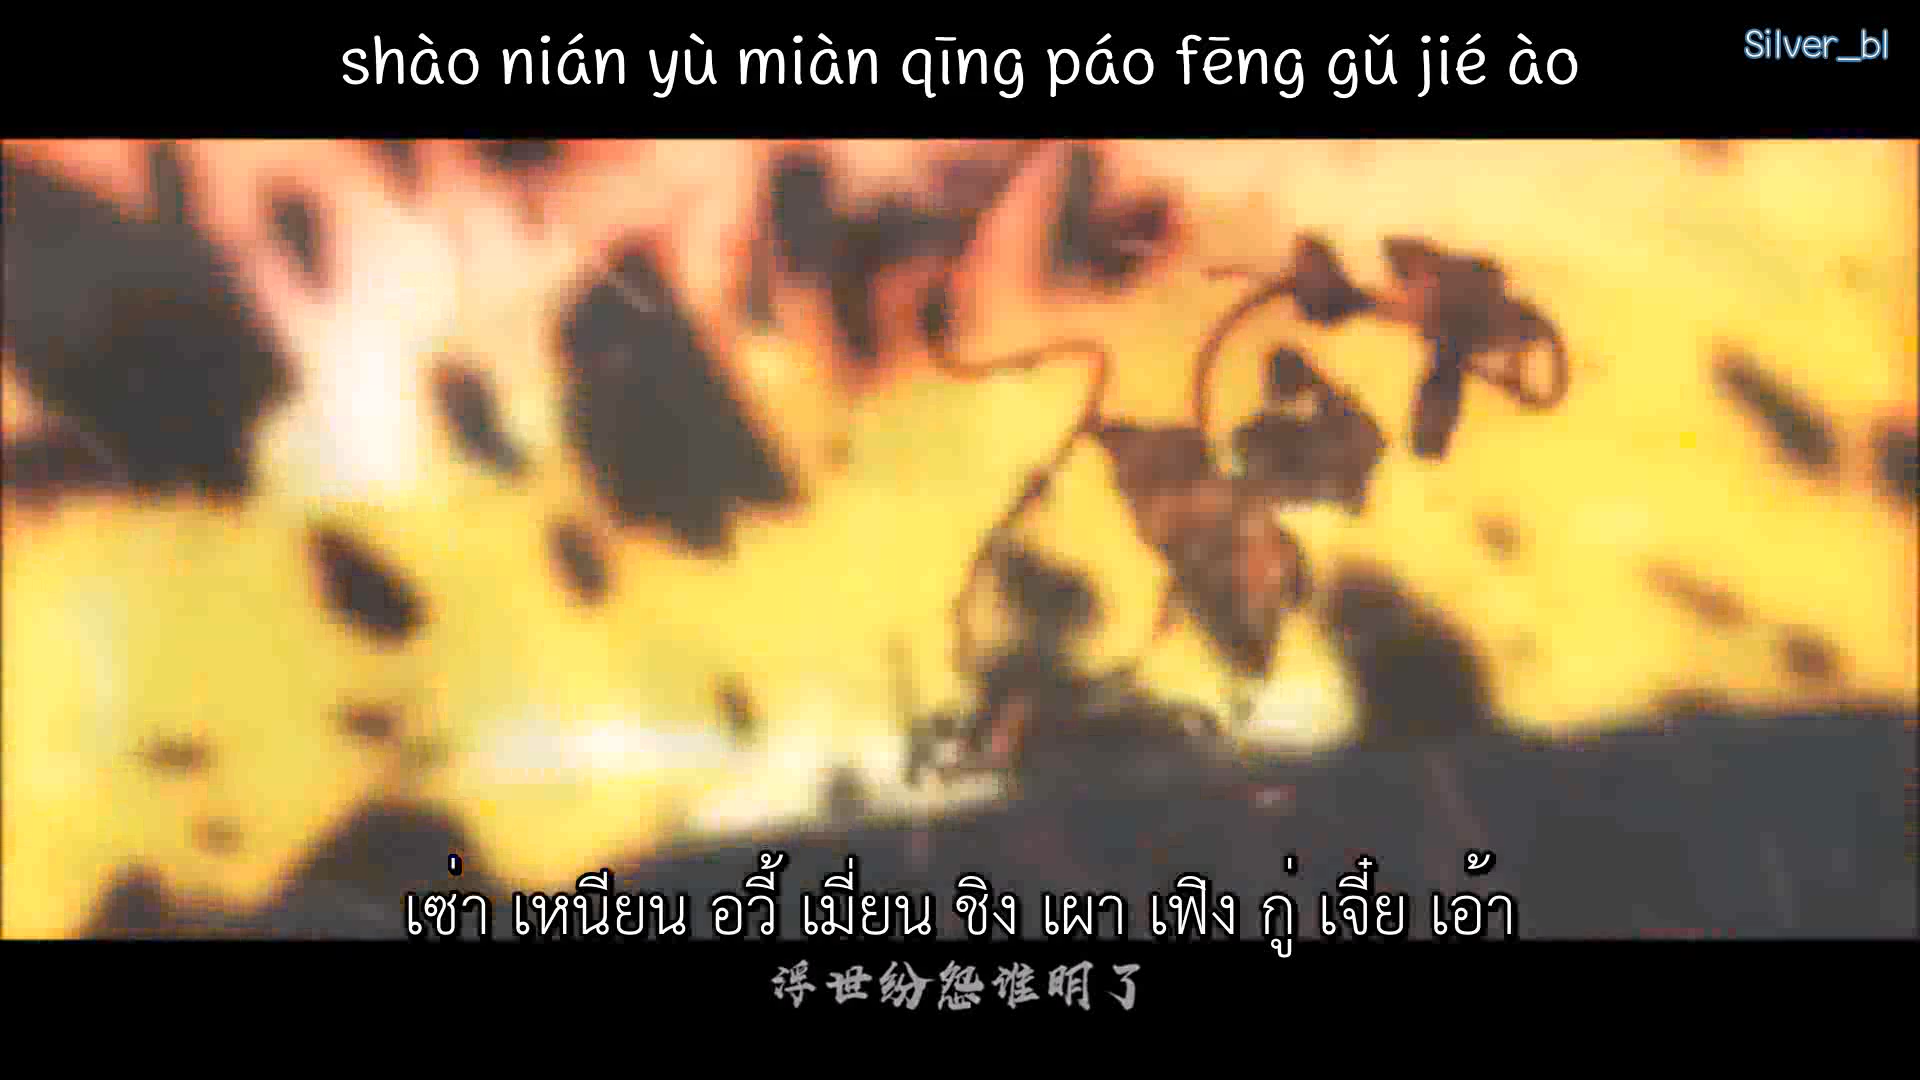 shào nián yù miàn qīng páo fēng gǔ jié ào
Silver_bl
เซ่า เหนียน อวี้ เมี่ยน ชิง เผา เฟิง กู่ เจี๋ย เอ้า
浮世纷怨谁明了